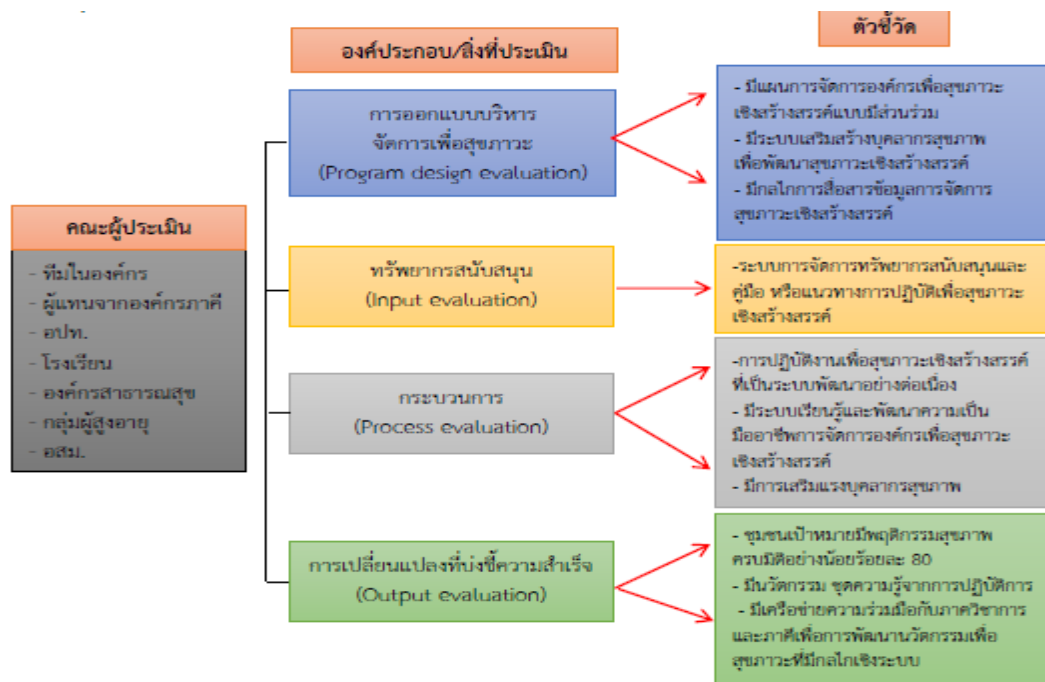 องค์ประกอบ/สิ่งที่ประเมิน
ตัวชี้วัด
คณะผู้ประเมิน
- ทีมในองค์กร
- ผู้แทนจากองค์กรภาคี
- อปท.
- โรงเรียน
- องค์กรสาธารณสุข
- กลุ่มผู้สูงอายุ
- อสม.
การออกแบบบริหาร
จัดการเพื่อสุขภาวะ
(Program design evaluation)
- มีแผนการจัดการองค์กรเพื่อสุขภาวะ
เชิงสร้างสรรค์แบบมีส่วนร่วม
- มีระบบเสริมสร้างบุคลากรสุขภาพ
เพื่อพัฒนาสุขภาวะเชิงสร้างสรรค์
- มีกลไกการสื่อสารข้อมูลการจัดการ
สุขภาวะเชิงสร้างสรรค์
ทรัพยากรสนับสนุน
(Input evaluation)
-ระบบการจัดการทรัพยากรสนับสนุนและ
คู่มือ หรือแนวทางการปฏิบัติเพื่อสุขภาวะ
เชิงสร้างสรรค์
กระบวนการ
(Process evaluation)
-การปฏิบัติงานเพื่อสุขภาวะเชิงสร้างสรรค์
ที่เป็นระบบพัฒนาอย่างต่อเนื่อง
- มีระบบเรียนรู้และพัฒนาความเป็น
มืออาชีพการจัดการองค์กรเพื่อสุขภาวะ
เชิงสร้างสรรค์
- มีการเสริมแรงบุคลากรสุขภาพ
การเปลี่ยนแปลงที่บ่งชี้ความสำเร็จ
(Output evaluation)
- ชุมชนเป้าหมายมีพฤติกรรมสุขภาพ
ครบมิติอย่างน้อยร้อยละ 80
- มีนวัตกรรม ชุดความรู้จากการปฏิบัติการ
- มีเครือข่ายความร่วมมือกับภาควิชาการ
และภาคีเพื่อการพัฒนานวัตกรรมเพื่อ
สุขภาวะที่มีกลไกเชิงระบบ